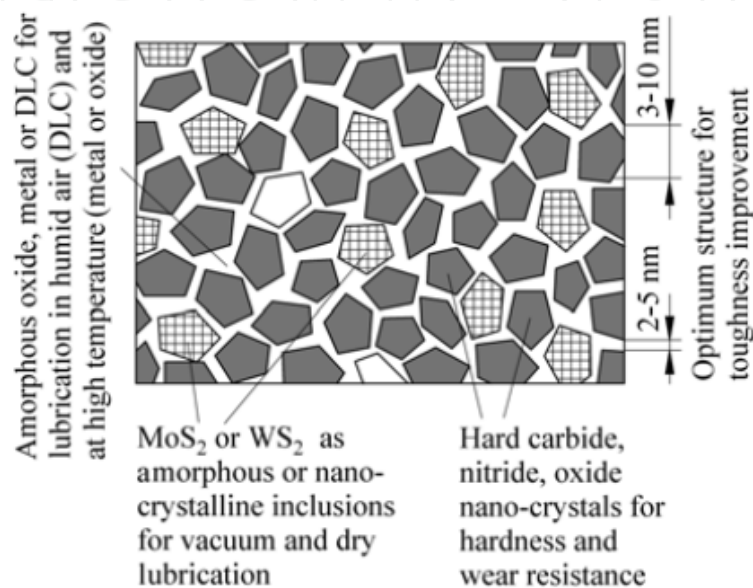 Amorphous oxide, metal or DLC for
lubrication in humid air (DLC) and
at high temperature (metal or oxide)
3-10 nm
2-5 nm
Optimum structure for
toughness improvement
MoS₂ or WS₂ as
amorphous or nano-
crystalline inclusions
for vacuum and dry
lubrication
Hard carbide,
nitride, oxide
nano-crystals for
hardness and
wear resistance